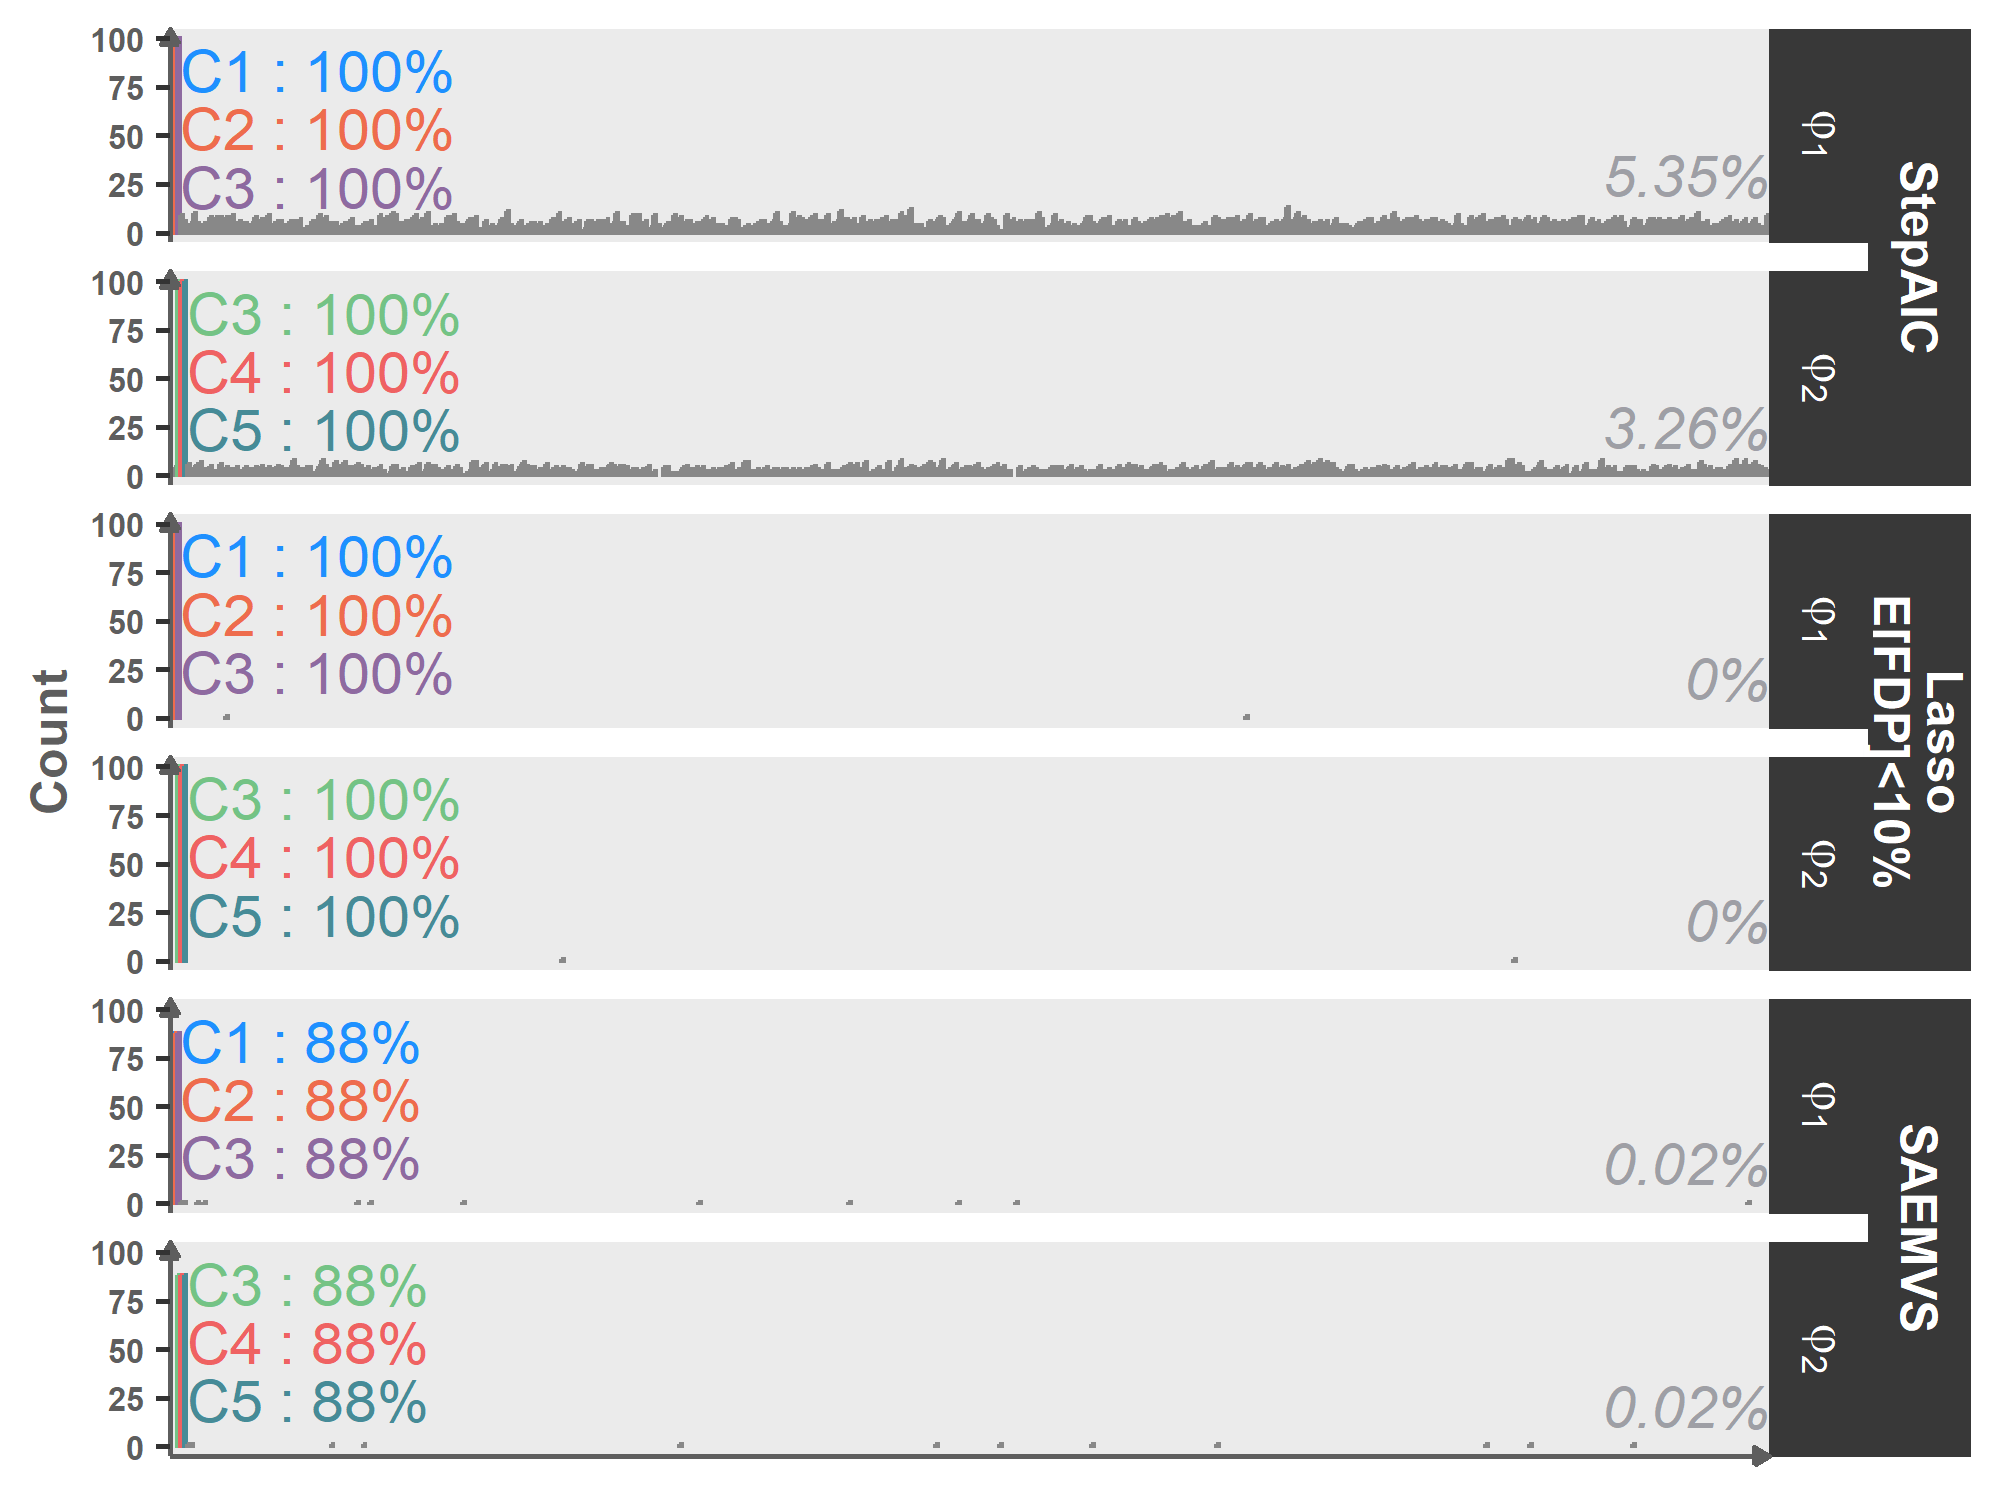 Count
100
75
50
25
0
C1 : 100%
C2 : 100%
C3 : 100%
5.35%
φ1
StepAIC
100
75
50
25
0
C3 : 100%
C4 : 100%
C5 : 100%
3.26%
φ2
100
75
50
25
0
C1 : 100%
C2 : 100%
C3 : 100%
0%
φ1
Lasso
E[FDP]<10%
100
75
50
25
0
C3 : 100%
C4 : 100%
C5 : 100%
0%
φ2
100
75
50
25
0
C1 : 88%
C2 : 88%
C3 : 88%
0.02%
φ1
SAEMVS
100
75
50
25
0
C3 : 88%
C4 : 88%
C5 : 88%
0.02%
φ2